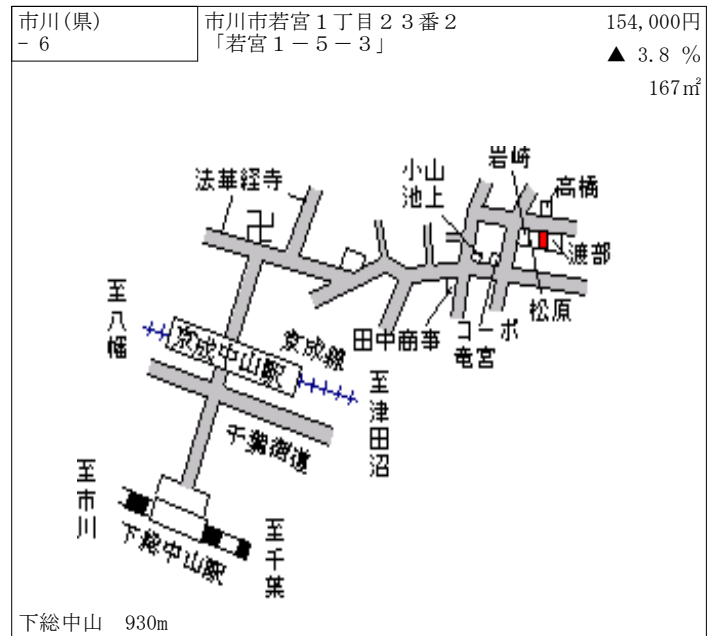 市川(県)
- 6
市川市若宮１丁目２３番２
「若宮１－５－３」
154,000円
▲ 3.8 %
167㎡
岩崎
小山
池上
高橋
法華経寺
卍
渡部
至八幡
松原
田中商事
コーポ
竜宮
京成線
京成中山駅
至津田沼
千葉街道
至市川
至千葉
下総中山駅
下総中山　930m